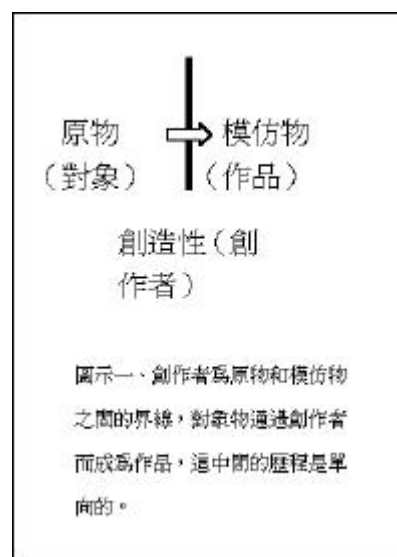 原物 模仿物
（對象） （作品）
創造性（創
作者）
圖示一、創作者為原物和模仿物
之間的界線，對象物通過創作者
而成為作品，這中間的歷程是單
向的。